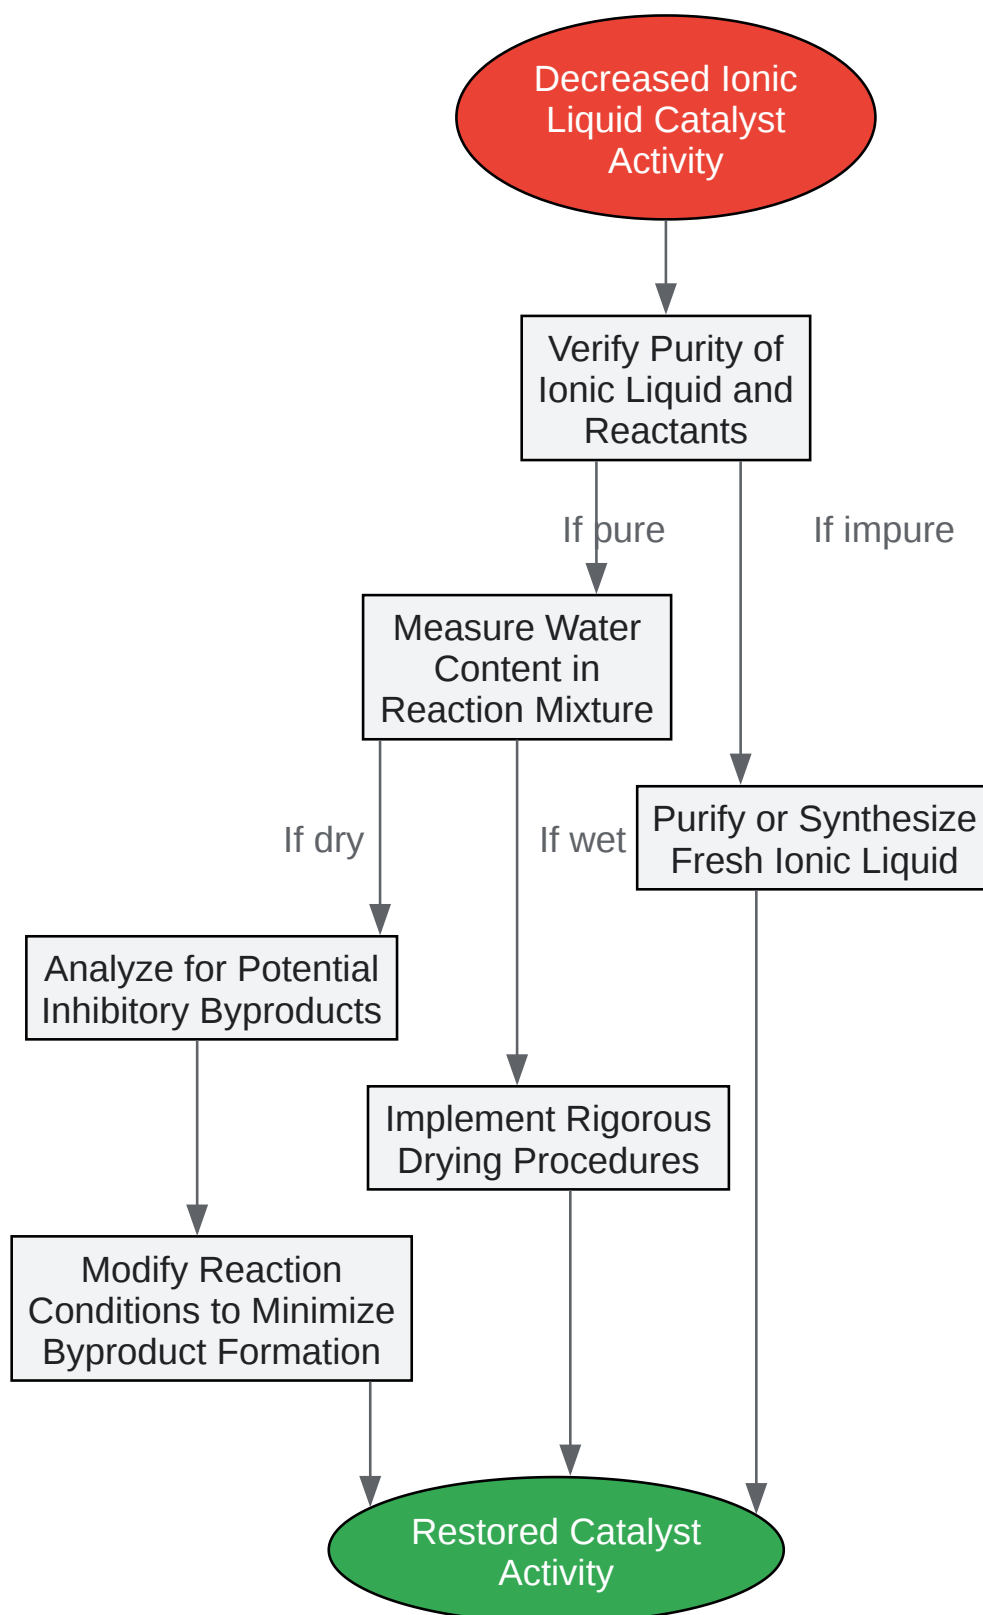 Decreased Ionic
Liquid Catalyst
Activity
Verify Purity of
Ionic Liquid and
Reactants
If pure
If impure
Measure Water
Content in
Reaction Mixture
Purify or Synthesize
Fresh Ionic Liquid
If dry
If wet
Analyze for Potential
Inhibitory Byproducts
Implement Rigorous
Drying Procedures
Modify Reaction
Conditions to Minimize
Byproduct Formation
Restored Catalyst
Activity